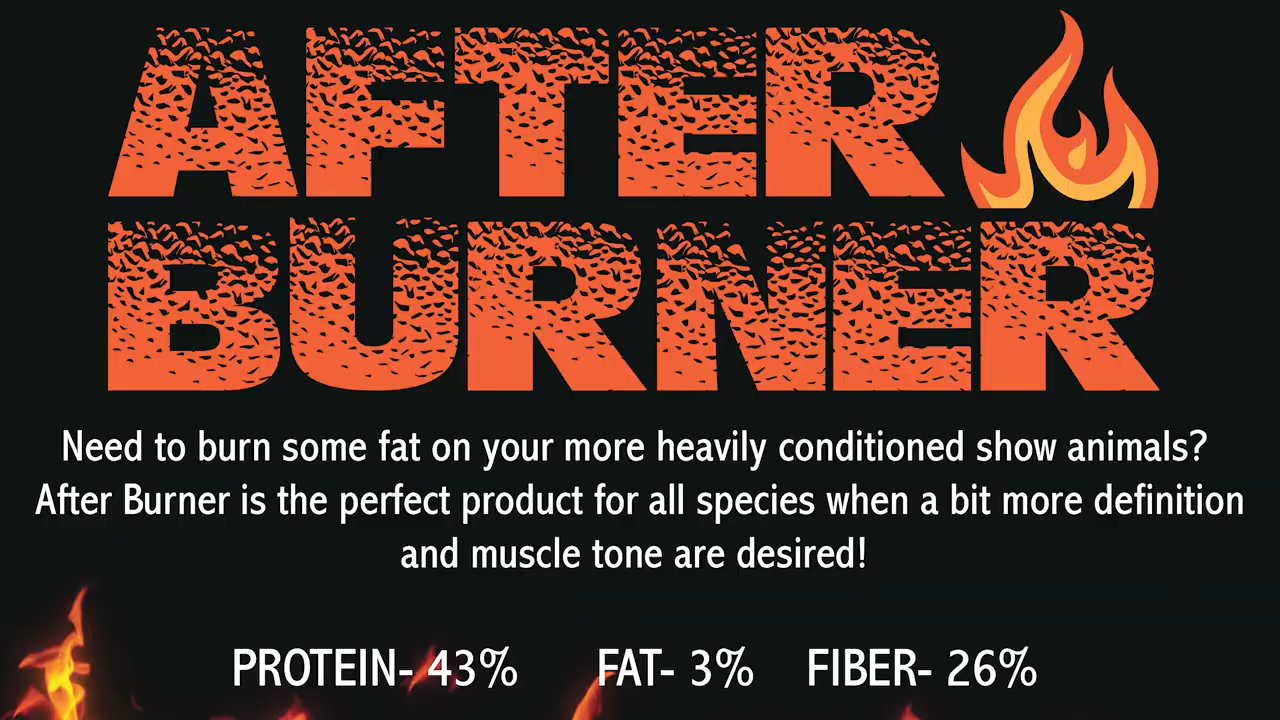 AFTER
BURNER
Need to burn some fat on your more heavily conditioned show animals?
After Burner is the perfect product for all species when a bit more definition
and muscle tone are desired!
PROTEIN- 43% FAT- 3% FIBER- 26%